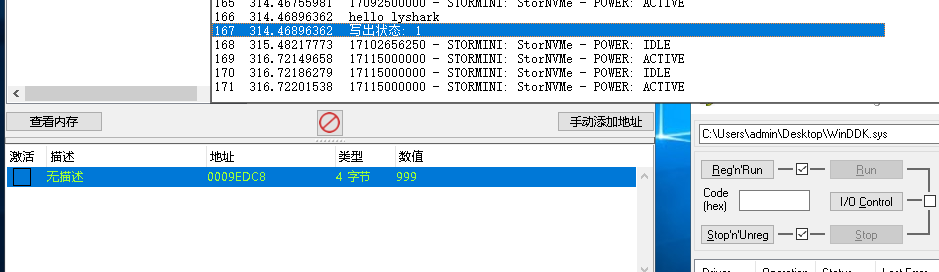 165 314.46755981 17092500000 - STORMINI: StorNVMe - POWER: ACTIVE
166 314.46896362 hello lyshark
167 314.46896362 写出状态: 1
168 315.48217773 17102656250 - STORMINI: StorNVMe - POWER: IDLE
169 316.72149658 17115000000 - STORMINI: StorNVMe - POWER: ACTIVE
170 316.72186279 17115000000 - STORMINI: StorNVMe - POWER: IDLE
171 316.72201538 17115000000 - STORMINI: StorNVMe - POWER: ACTIVE
查看内存 手动添加地址
激活 描述 地址 类型 数值
无描述 0009EDC8 4 字节 999
C:\Users\admin\Desktop\WinDDK.sys
Reg'n'Run Run
Code (hex) I/O Control
Stop'n'Unreg Stop
Driver Operation Status Last Error